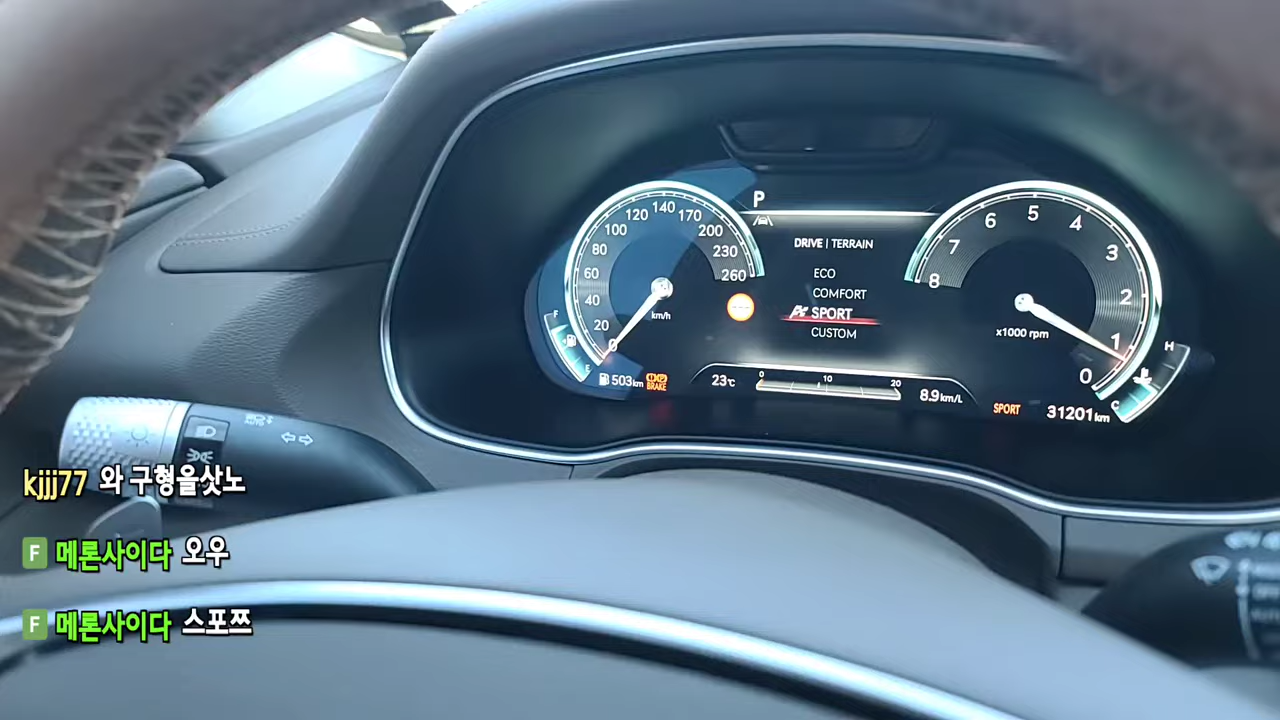 P
DRIVE | TERRAIN
ECO
COMFORT
SPORT
CUSTOM
0 20 40 60 80 100 120 140 170 200 230 260
km/h
F
E
503km
BRAKE
23℃
0 10 20
8.9km/L
8 7 6 5 4 3 2 1 0
x1000 rpm
H
C
SPORT
31201km
kjjj77 와 구형을샀노
F 메론사이다 오우
F 메론사이다 스포쯔